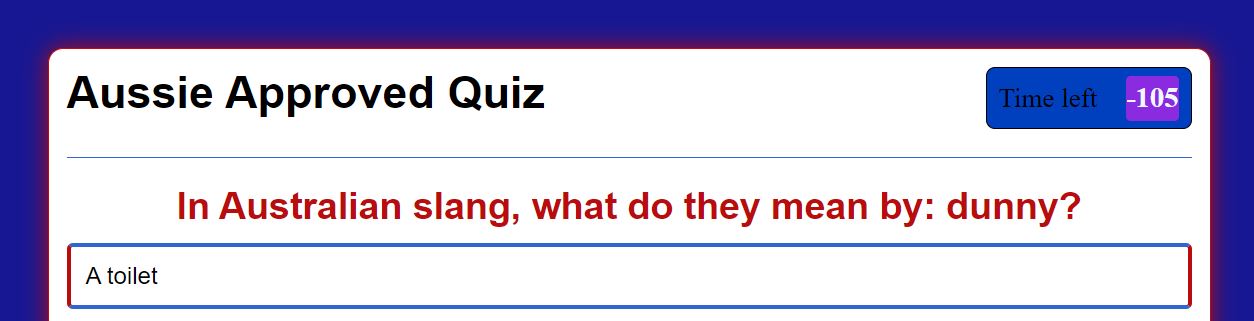 Aussie Approved Quiz
Time left -105
In Australian slang, what do they mean by: dunny?
A toilet